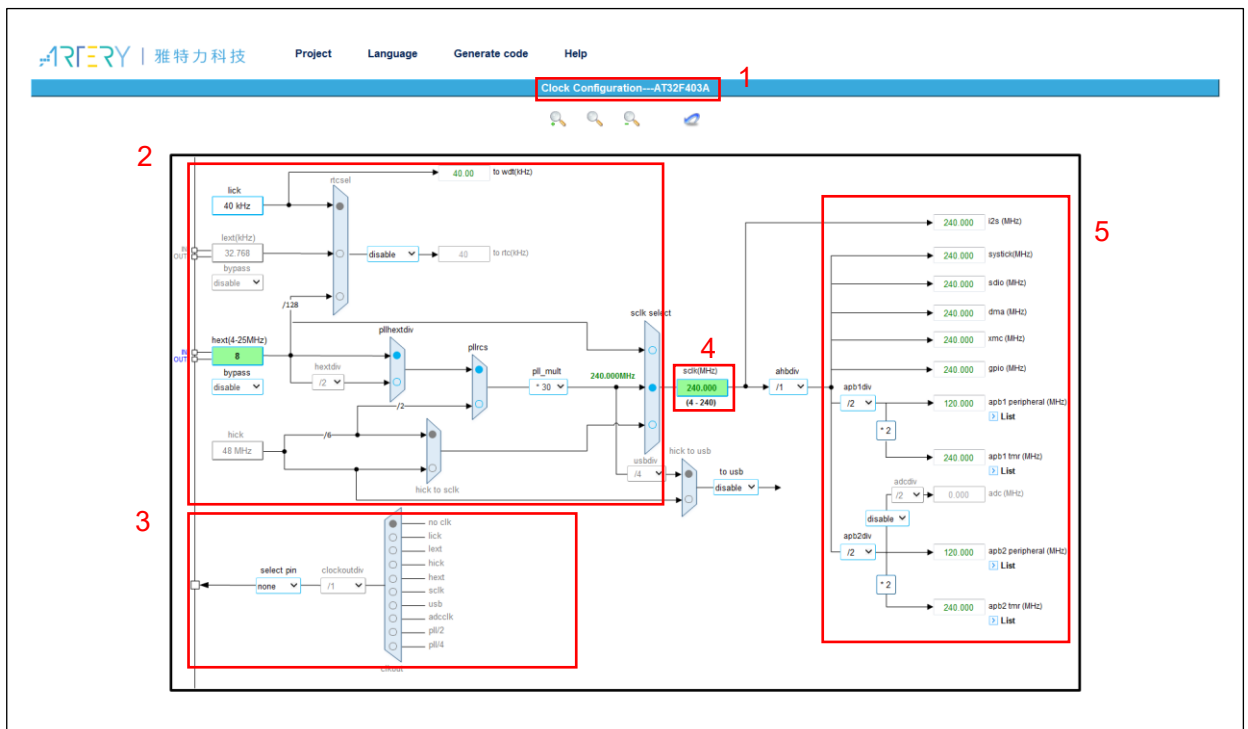 ARTERY | 雅特力科技 Project Language Generate code Help
1
Clock Configuration---AT32F403A
2
rtcsel
40.00 to wdt(kHz)
lick
40 kHz
lext(kHz)
IN
OUT
32.768
disable
40 to rtc(kHz)
bypass
disable
/128
hext(4-25MHz)
IN
OUT
8
bypass
disable
pllhextdiv
hextdiv
/2
pllrcs
/2
pll_mult
* 30
240.000MHz
sclk select
hick
48 MHz
/6
hick to sclk
usbdiv
/4
hick to usb
to usb
disable
4
sclk(MHz)
240.000
(4 - 240)
ahbdiv
/1
5
240.000 i2s (MHz)
240.000 systick(MHz)
240.000 sdio (MHz)
240.000 dma (MHz)
240.000 xmc (MHz)
240.000 gpio (MHz)
apb1div
/2
120.000 apb1 peripheral (MHz)
List
* 2
240.000 apb1 tmr (MHz)
List
adcdiv
/2
0.000 adc (MHz)
disable
apb2div
/2
120.000 apb2 peripheral (MHz)
List
* 2
240.000 apb2 tmr (MHz)
List
3
select pin
none
clockoutdiv
/1
no clk
lick
lext
hick
hext
sclk
usb
adcclk
pll/2
pll/4
clkout